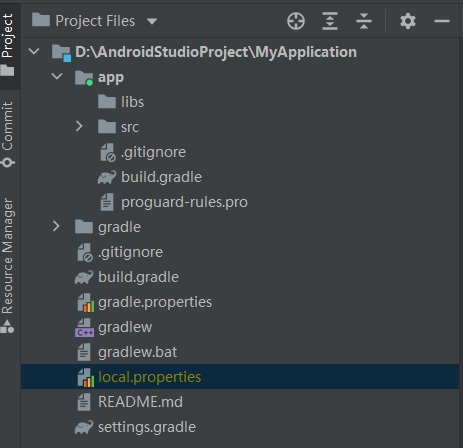 Project
Commit
Resource Manager
Project Files
D:\AndroidStudioProject\MyApplication
app
libs
src
.gitignore
build.gradle
proguard-rules.pro
gradle
.gitignore
build.gradle
gradle.properties
C++
gradlew
gradlew.bat
local.properties
README.md
settings.gradle